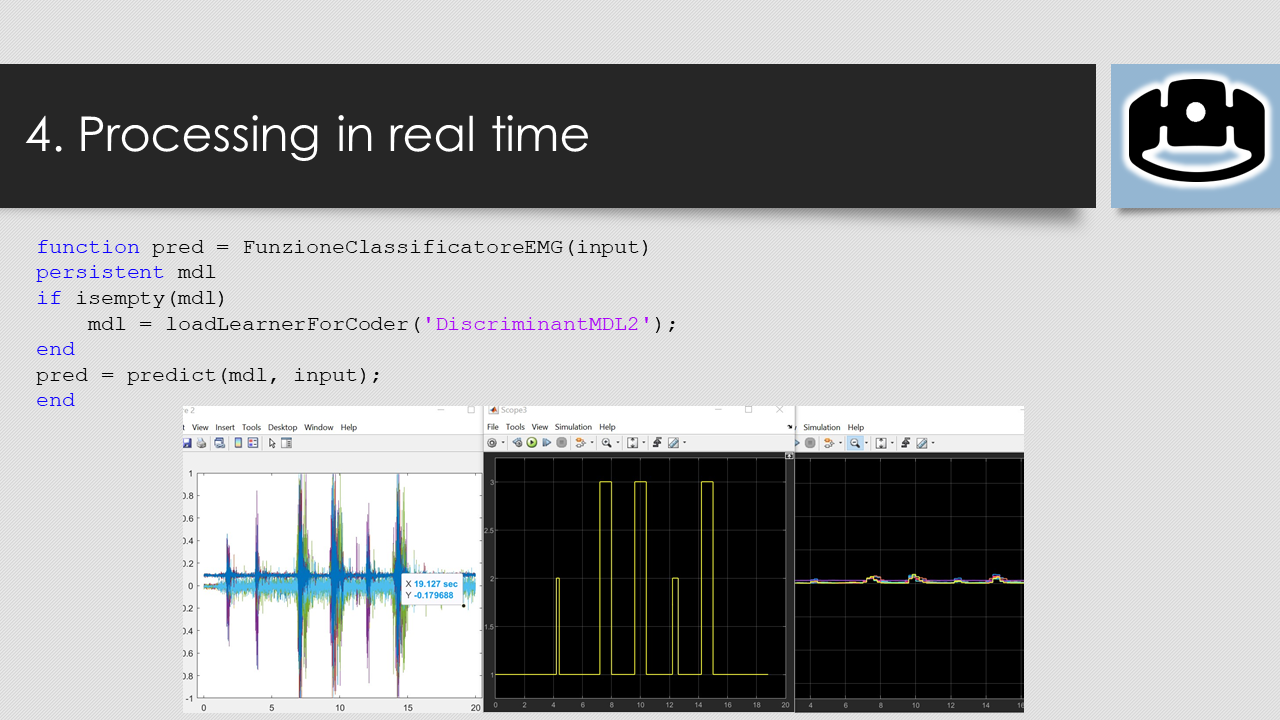 4. Processing in real time
function pred = FunzioneClassificatoreEMG(input)
persistent mdl
if isempty(mdl)
    mdl = loadLearnerForCoder('DiscriminantMDL2');
end
pred = predict(mdl, input);
end
re 2
t View Insert Tools Desktop Window Help
1
0.8
0.6
0.4
0.2
0
0.2
0.4
0.6
0.8
-1
0 5 10 15 20
X 19.127 sec
Y -0.179688
Scope3
File Tools View Simulation Help
3
2.5
2
1.5
1
0 2 4 6 8 10 12 14 16 18 20
Simulation Help
4 6 8 10 12 14 16